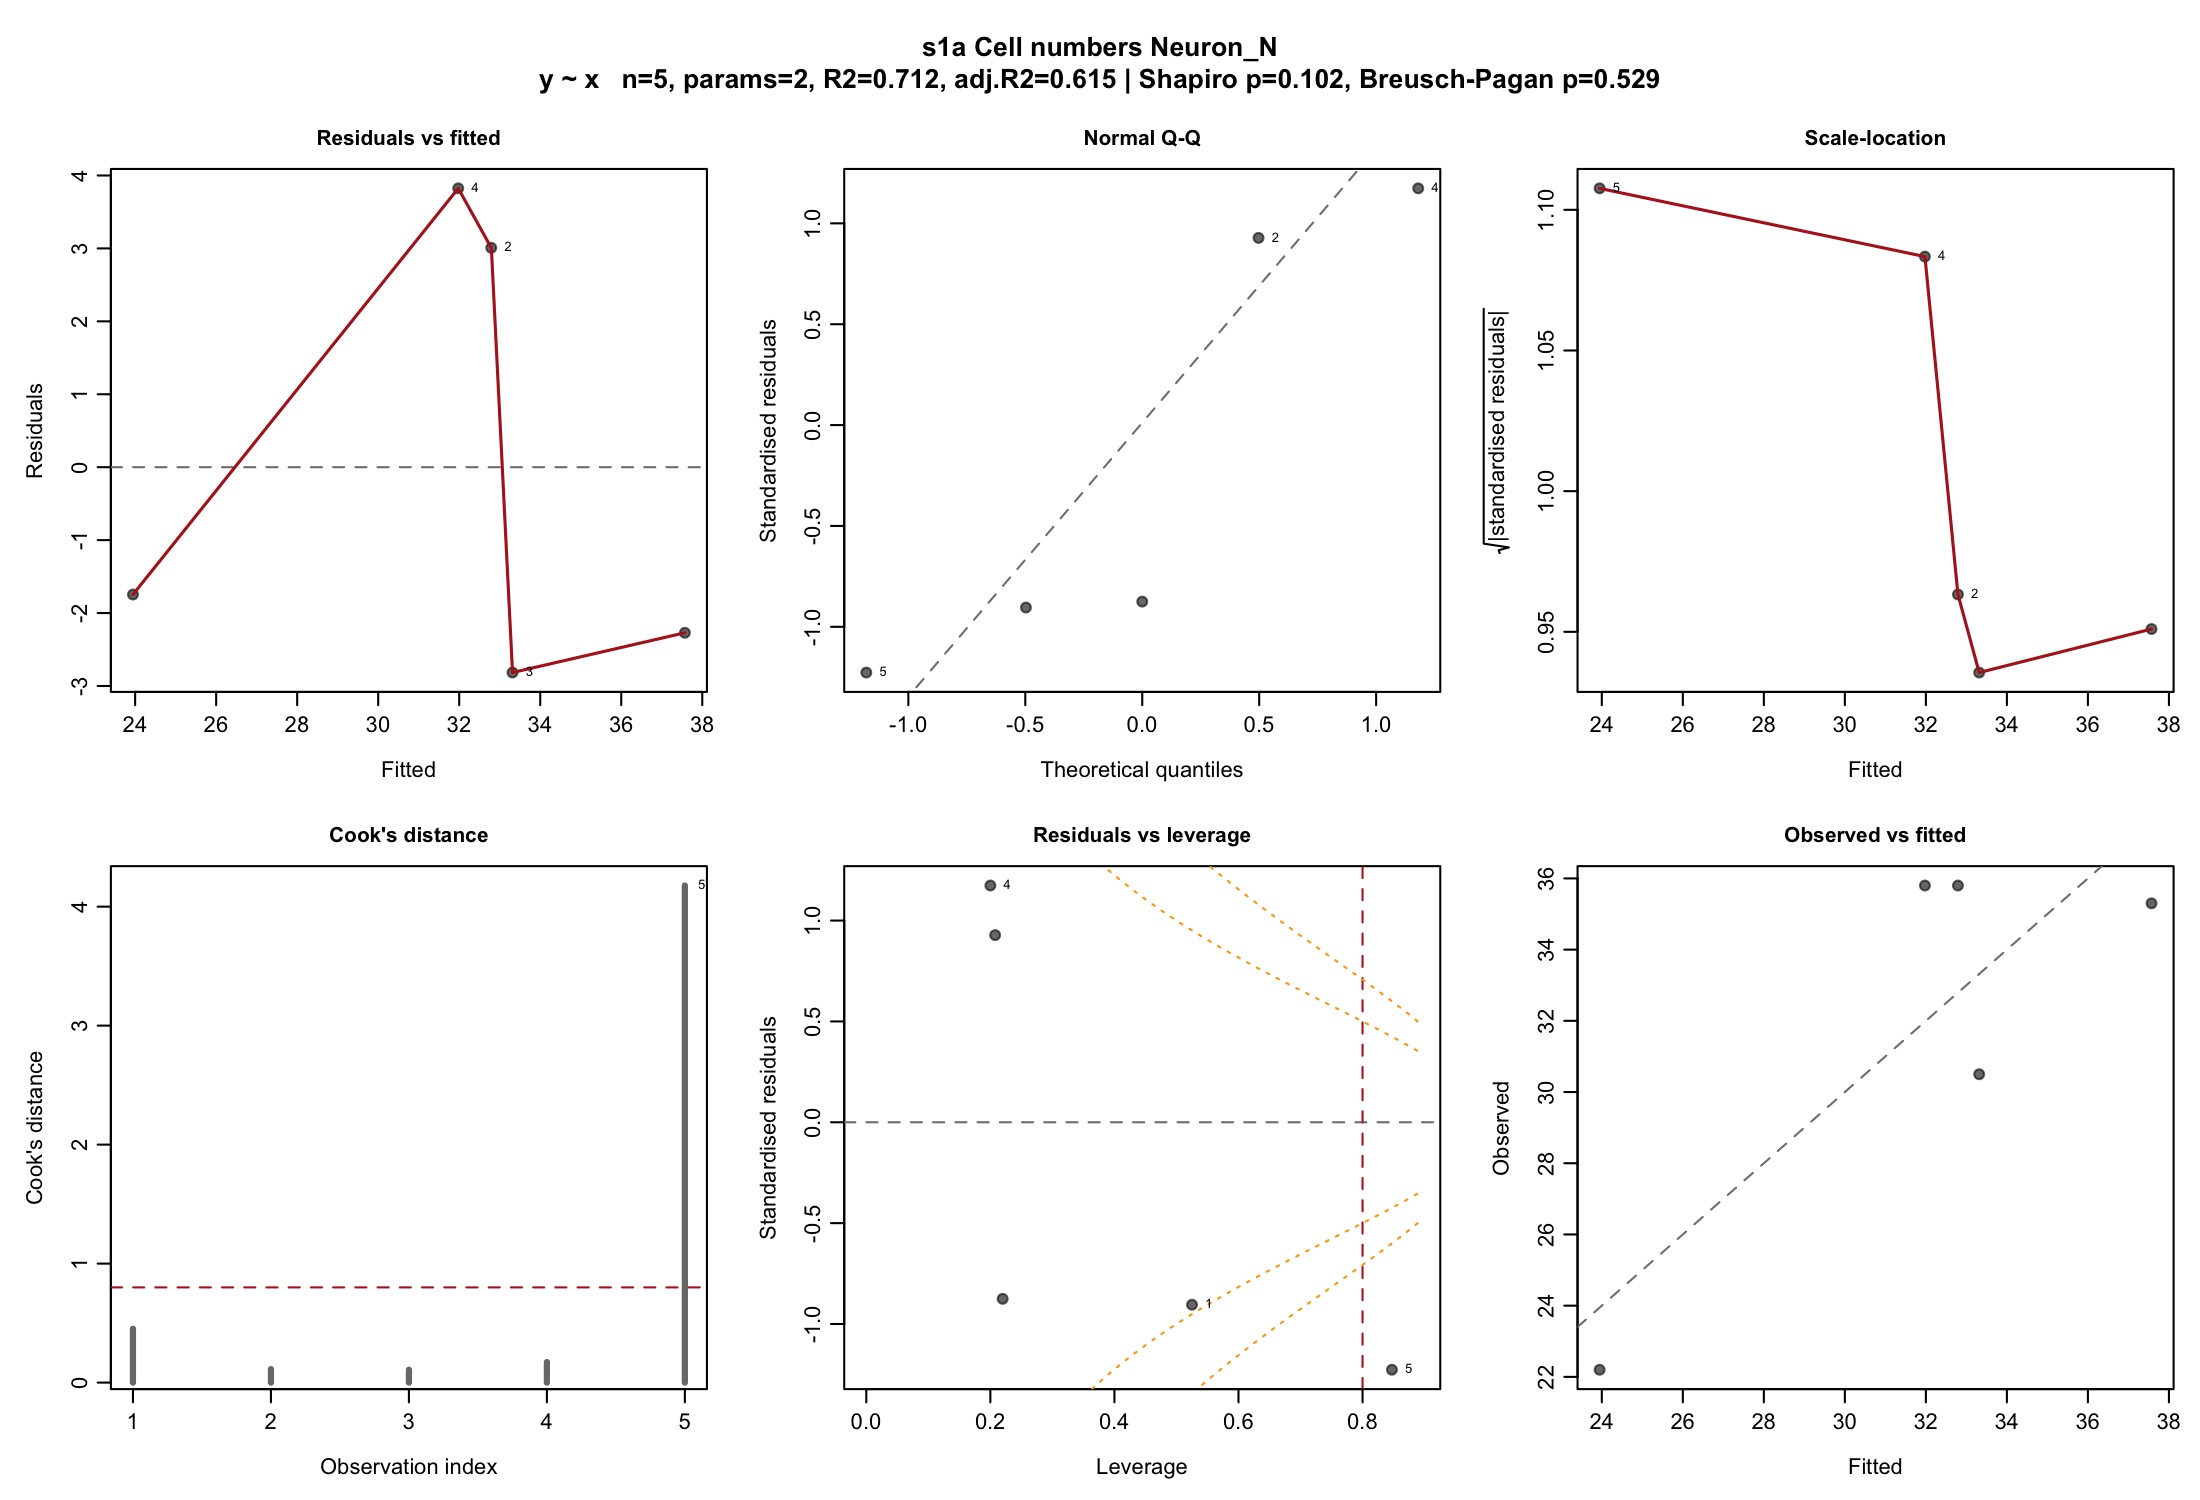 s1a Cell numbers Neuron_N
y ~ x   n=5, params=2, R2=0.712, adj.R2=0.615 | Shapiro p=0.102, Breusch-Pagan p=0.529
Residuals vs fitted
4
3
2
1
0
-1
-2
-3
Residuals
4
2
3
24 26 28 30 32 34 36 38
Fitted
Normal Q-Q
1.0
0.5
0.0
-0.5
-1.0
Standardised residuals
4
2
5
-1.0 -0.5 0.0 0.5 1.0
Theoretical quantiles
Scale-location
1.10
1.05
1.00
0.95
√|standardised residuals|
5
4
2
24 26 28 30 32 34 36 38
Fitted
Cook's distance
4
3
2
1
0
Cook's distance
5
1 2 3 4 5
Observation index
Residuals vs leverage
1.0
0.5
0.0
-0.5
-1.0
Standardised residuals
4
1
5
0.0 0.2 0.4 0.6 0.8
Leverage
Observed vs fitted
36
34
32
30
28
26
24
22
Observed
24 26 28 30 32 34 36 38
Fitted